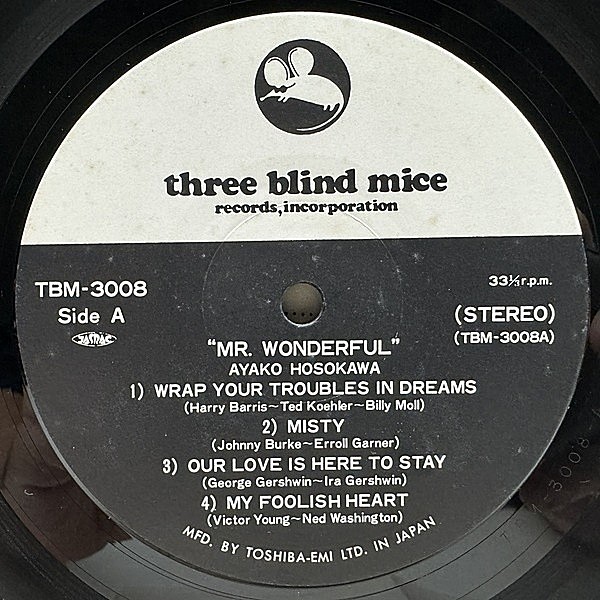 three blind mice
records, incorporation
TBM-3008
Side A
JASRAC
33⅓ r.p.m.
(STEREO)
(TBM-3008A)
"MR. WONDERFUL"
AYAKO HOSOKAWA
1) WRAP YOUR TROUBLES IN DREAMS
(Harry Barris~Ted Koehler~Billy Moll)
2) MISTY
(Johnny Burke~Erroll Garner)
3) OUR LOVE IS HERE TO STAY
(George Gershwin~Ira Gershwin)
4) MY FOOLISH HEART
(Victor Young~Ned Washington)
MFD. BY TOSHIBA-EMI LTD. IN JAPAN